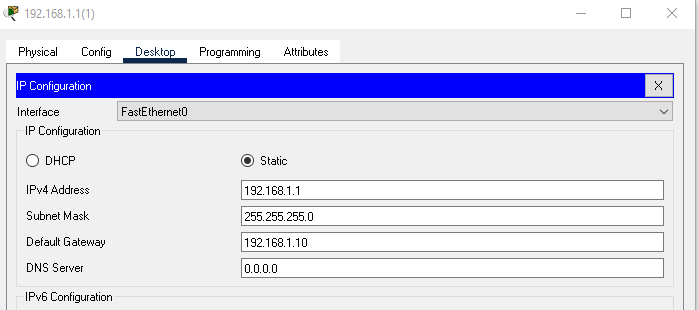 192.168.1.1(1)
Physical Config Desktop Programming Attributes
IP Configuration X
Interface FastEthernet0
IP Configuration
DHCP Static
IPv4 Address 192.168.1.1
Subnet Mask 255.255.255.0
Default Gateway 192.168.1.10
DNS Server 0.0.0.0
IPv6 Configuration